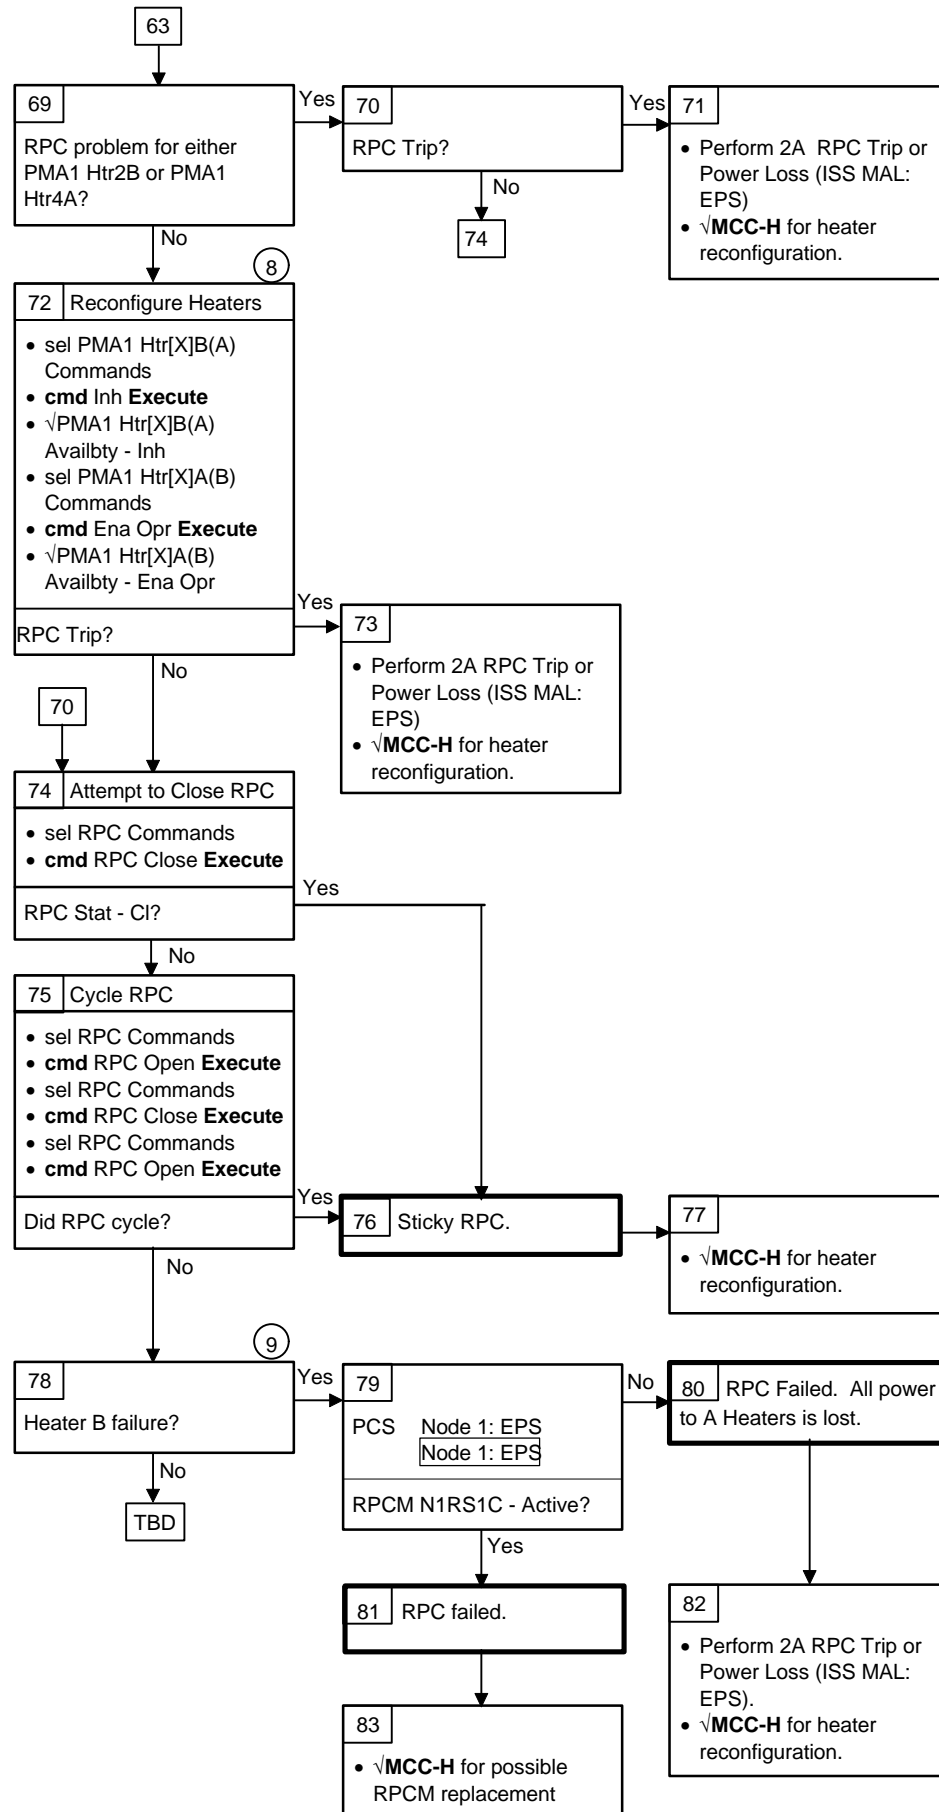 63
69
RPC problem for either
PMA1 Htr2B or PMA1
Htr4A?
Yes
No
70
RPC Trip?
Yes
No
74
71
• Perform 2A RPC Trip or
Power Loss (ISS MAL:
EPS)
• √MCC-H for heater
reconfiguration.
8
72 Reconfigure Heaters
• sel PMA1 Htr[X]B(A)
Commands
• cmd Inh Execute
• √PMA1 Htr[X]B(A)
Availbty - Inh
• sel PMA1 Htr[X]A(B)
Commands
• cmd Ena Opr Execute
• √PMA1 Htr[X]A(B)
Availbty - Ena Opr
RPC Trip?
Yes
No
73
• Perform 2A RPC Trip or
Power Loss (ISS MAL:
EPS)
• √MCC-H for heater
reconfiguration.
70
74 Attempt to Close RPC
• sel RPC Commands
• cmd RPC Close Execute
RPC Stat - Cl?
Yes
No
75 Cycle RPC
• sel RPC Commands
• cmd RPC Open Execute
• sel RPC Commands
• cmd RPC Close Execute
• sel RPC Commands
• cmd RPC Open Execute
Did RPC cycle?
Yes
No
76 Sticky RPC.
77
• √MCC-H for heater
reconfiguration.
9
78
Heater B failure?
Yes
No
TBD
79
PCS Node 1: EPS
Node 1: EPS
RPCM N1RS1C - Active?
No
Yes
80 RPC Failed. All power
to A Heaters is lost.
81 RPC failed.
82
• Perform 2A RPC Trip or
Power Loss (ISS MAL:
EPS).
• √MCC-H for heater
reconfiguration.
83
• √MCC-H for possible
RPCM replacement